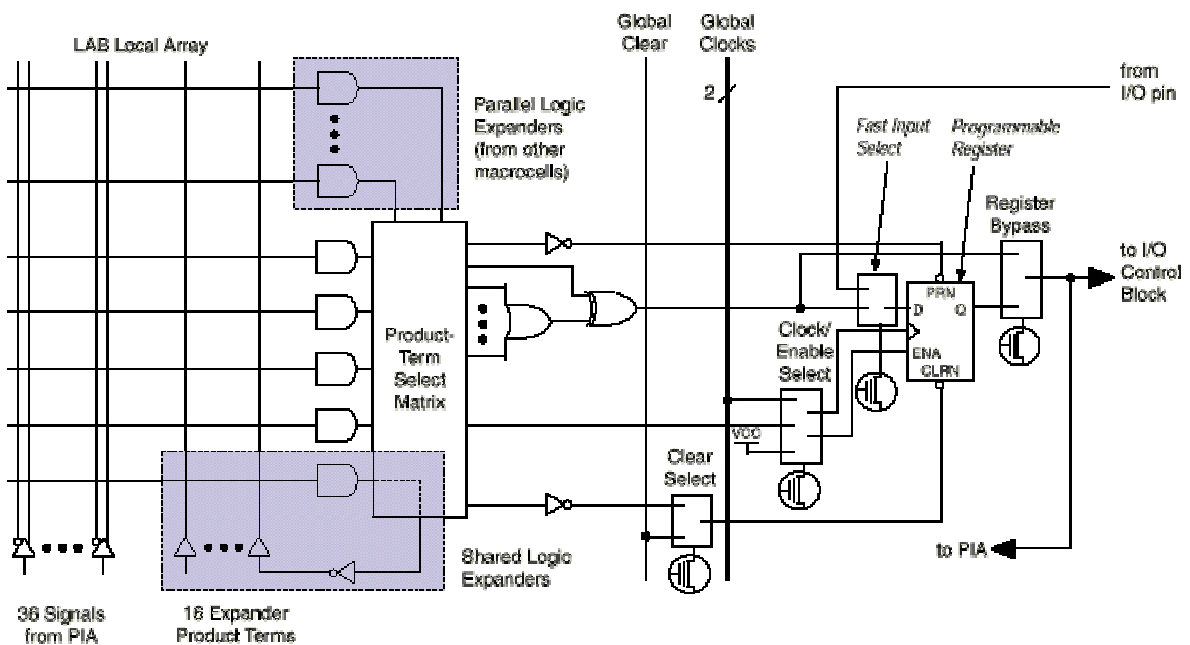 LAB Local Array
Global
Clear
Global
Clocks
2
from
I/O pin
Parallel Logic
Expanders
(from other
macrocells)
Fast Input
Select
Programmable
Register
Register
Bypass
to I/O
Control
Block
PRN
D
Q
ENA
CLRN
Product-
Term
Select
Matrix
Clock/
Enable
Select
VCC
Clear
Select
to PIA
Shared Logic
Expanders
36 Signals
from PIA
16 Expander
Product Terms